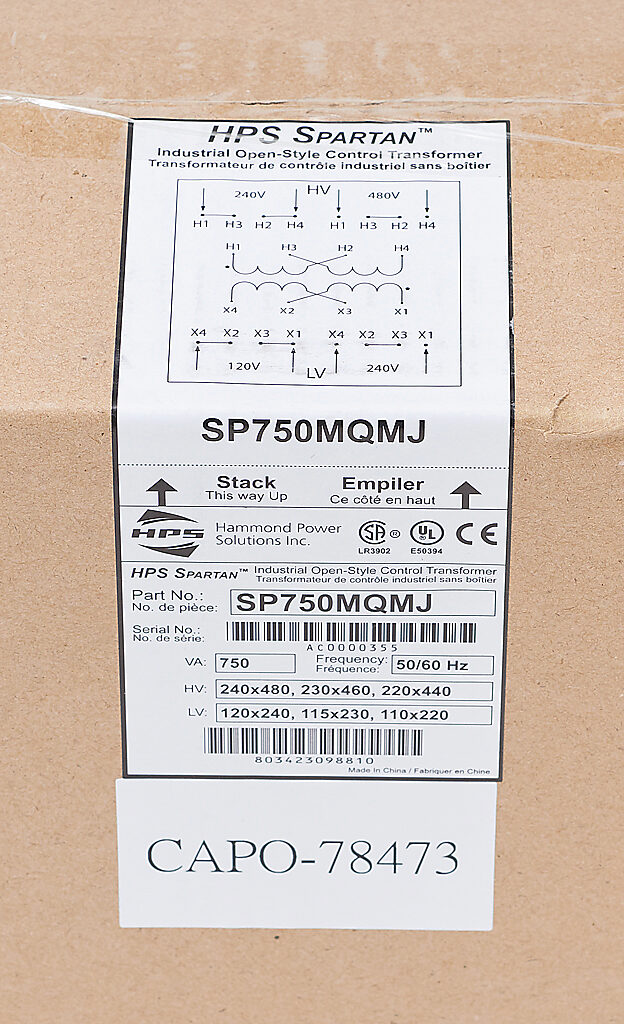 HPS SPARTAN™
Industrial Open-Style Control Transformer
Transformateur de contrôle industriel sans boîtier
240V HV 480V
H1 H3 H2 H4 H1 H3 H2 H4
H1 H3 H2 H4
X4 X2 X3 X1
X4 X2 X3 X1 X4 X2 X3 X1
120V LV 240V
SP750MQMJ
Stack Empiler
This way Up Ce côté en haut
HPS Hammond Power
Solutions Inc.
SA ® UL CE
LR3902 E50394
HPS SPARTAN™ Industrial Open-Style Control Transformer
Transformateur de contrôle industriel sans boîtier
Part No.: SP750MQMJ
No. de pièce:
Serial No.:
No. de série:
AC0000355
VA: 750 Frequency: 50/60 Hz
Fréquence:
HV: 240x480, 230x460, 220x440
LV: 120x240, 115x230, 110x220
803423098810
Made In China / Fabriquer en Chine
CAPO-78473